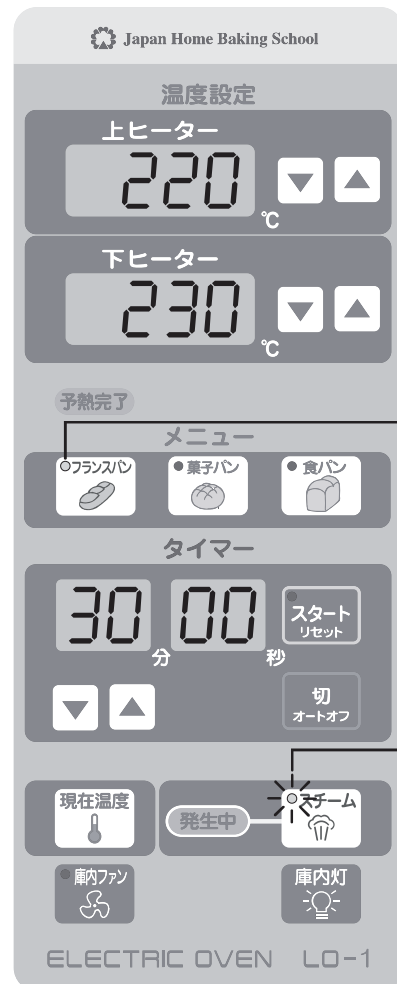 Japan Home Baking School
温度設定
上ヒーター
220
℃
下ヒーター
230
℃
予熱完了
メニュー
フランスパン 菓子パン 食パン
タイマー
30 分 00 秒
スタート
リセット
切
オートオフ
現在温度
発生中
スチーム
庫内ファン
庫内灯
ELECTRIC OVEN LO-1